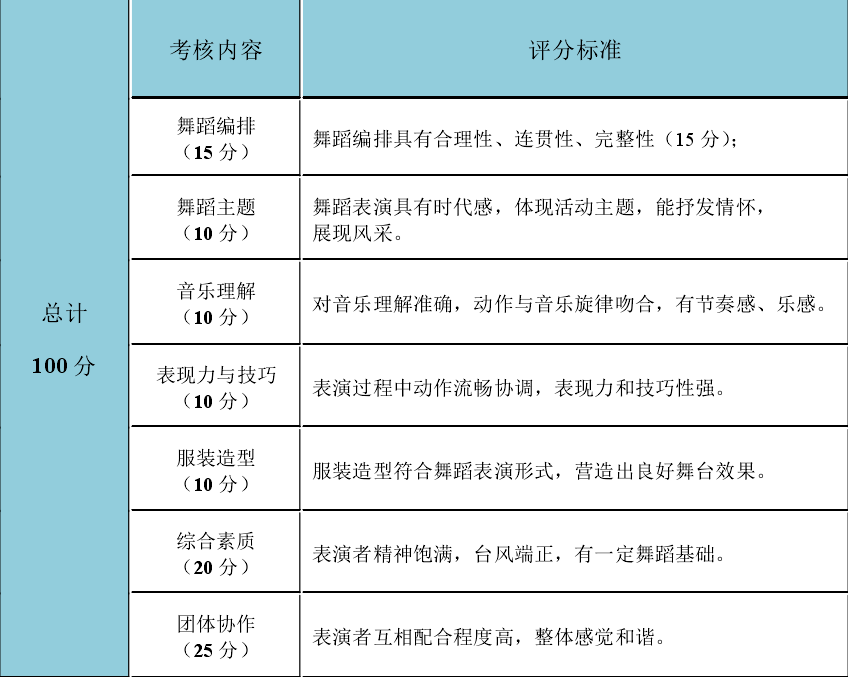 考核内容
评分标准
总计
100 分
舞蹈编排
（15 分）
舞蹈编排具有合理性、连贯性、完整性（15 分）；
舞蹈主题
（10 分）
舞蹈表演具有时代感，体现活动主题，能抒发情怀，
展现风采。
音乐理解
（10 分）
对音乐理解准确，动作与音乐旋律吻合，有节奏感、乐感。
表现力与技巧
（10 分）
表演过程中动作流畅协调，表现力和技巧性强。
服装造型
（10 分）
服装造型符合舞蹈表演形式，营造出良好舞台效果。
综合素质
（20 分）
表演者精神饱满，台风端正，有一定舞蹈基础。
团体协作
（25 分）
表演者互相配合程度高，整体感觉和谐。